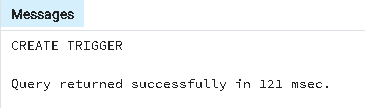 Messages
CREATE TRIGGER
Query returned successfully in 121 msec.